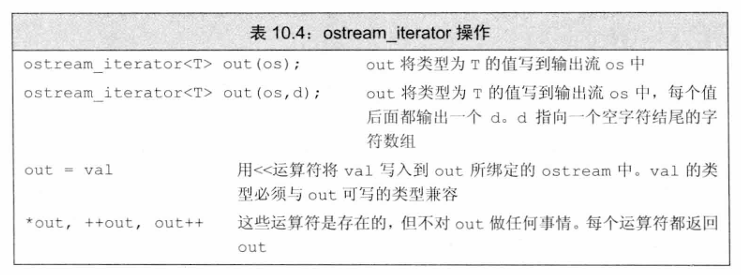 表 10.4：ostream_iterator 操作
ostream_iterator<T> out(os); out 将类型为 T 的值写到输出流 os 中
ostream_iterator<T> out(os,d); out 将类型为 T 的值写到输出流 os 中，每个值
后面都输出一个 d。d 指向一个空字符结尾的字
符数组
out = val 用<<运算符将 val 写入到 out 所绑定的 ostream 中。val 的类
型必须与 out 可写的类型兼容
*out, ++out, out++ 这些运算符是存在的，但不对 out 做任何事情。每个运算符都返回
out